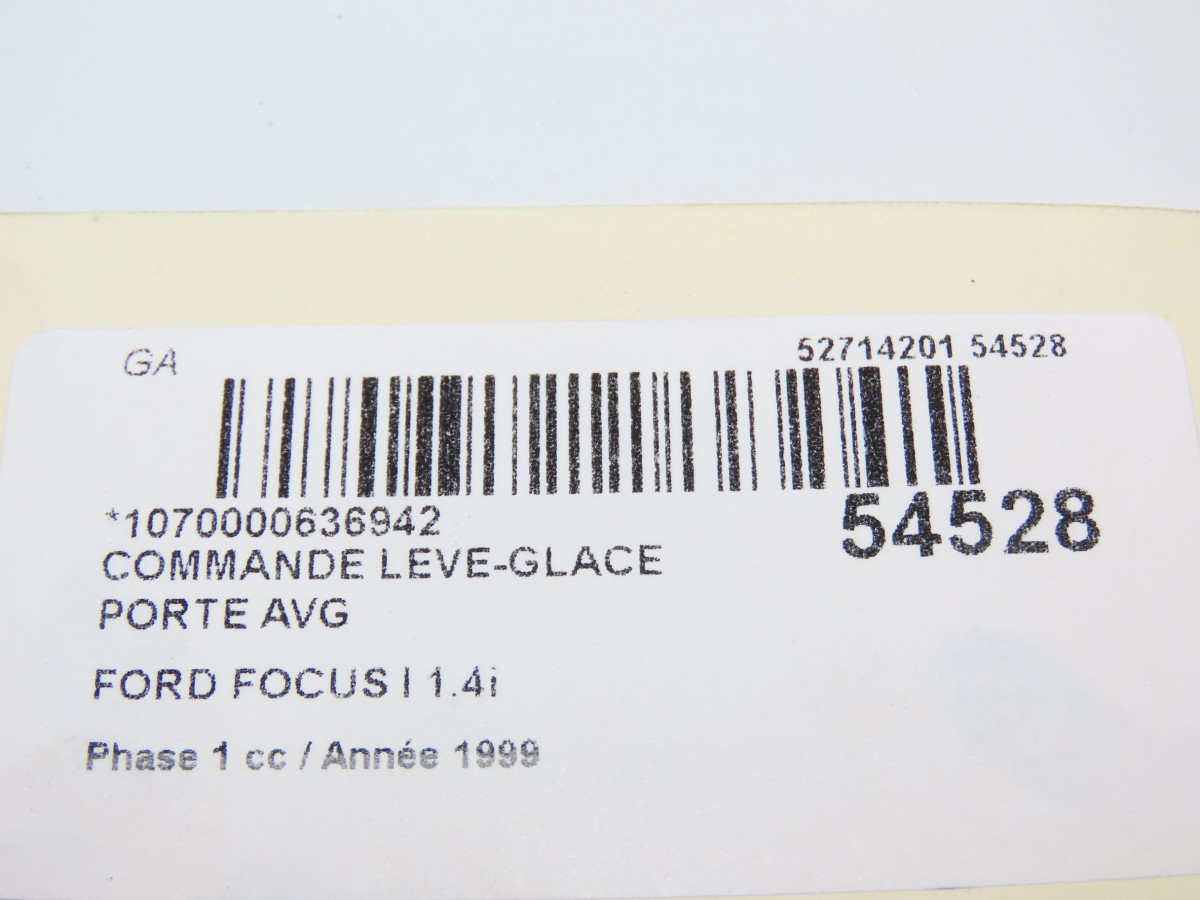 GA
52714201 54528
*1070000636942
54528
COMMANDE LEVE-GLACE
PORTE AVG
FORD FOCUS I 1.4i
Phase 1 cc / Année 1999